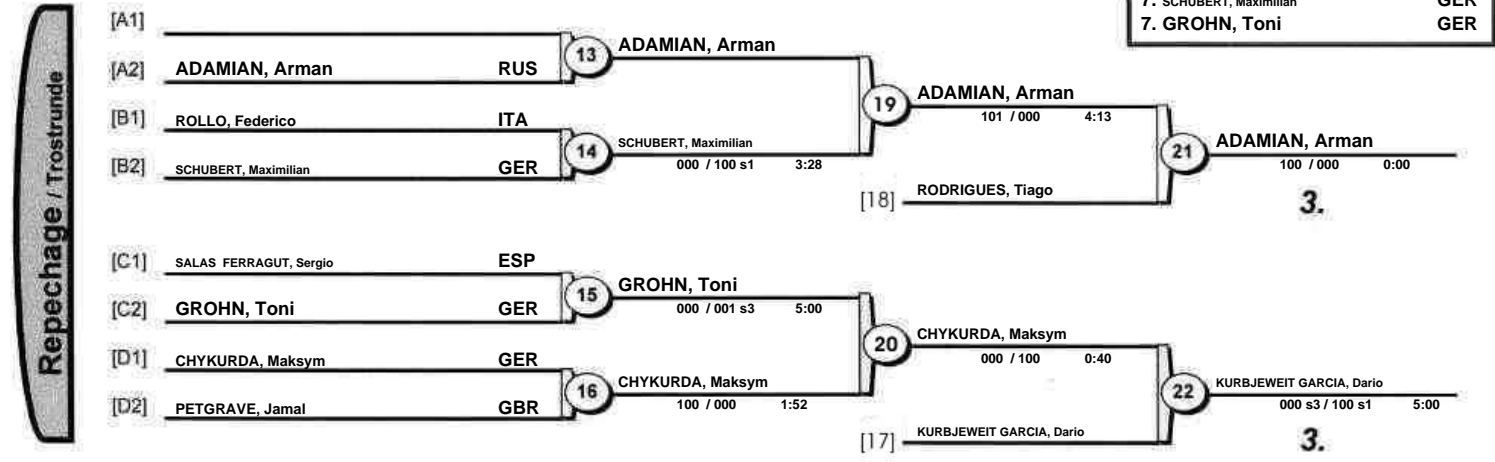 7. SCHUBERT, Maximilian GER
7. GROHN, Toni GER
Repechage / Trostrunde
[A1]
[A2] ADAMIAN, Arman RUS
13 ADAMIAN, Arman
[B1] ROLLO, Federico ITA
[B2] SCHUBERT, Maximilian GER
14 SCHUBERT, Maximilian
000 / 100 s1 3:28
19 ADAMIAN, Arman
101 / 000 4:13
[18] RODRIGUES, Tiago
21 ADAMIAN, Arman
100 / 000 0:00
3.
[C1] SALAS FERRAGUT, Sergio ESP
[C2] GROHN, Toni GER
15 GROHN, Toni
000 / 001 s3 5:00
[D1] CHYKURDA, Maksym GER
[D2] PETGRAVE, Jamal GBR
16 CHYKURDA, Maksym
100 / 000 1:52
20 CHYKURDA, Maksym
000 / 100 0:40
[17] KURBJEWEIT GARCIA, Dario
22 KURBJEWEIT GARCIA, Dario
000 s3 / 100 s1 5:00
3.